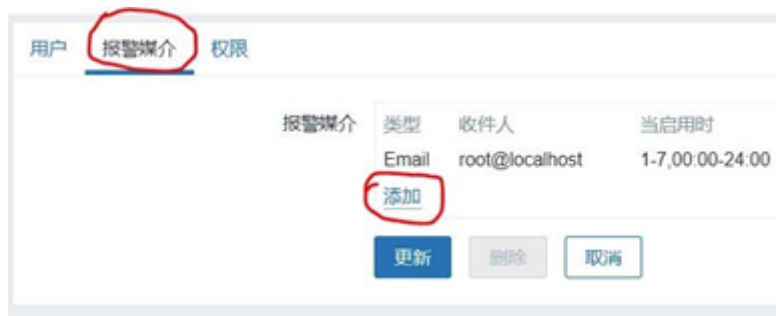 用户 报警媒介 权限
报警媒介 类型 收件人 当启用时
Email root@localhost 1-7,00:00-24:00
添加
更新 删除 取消